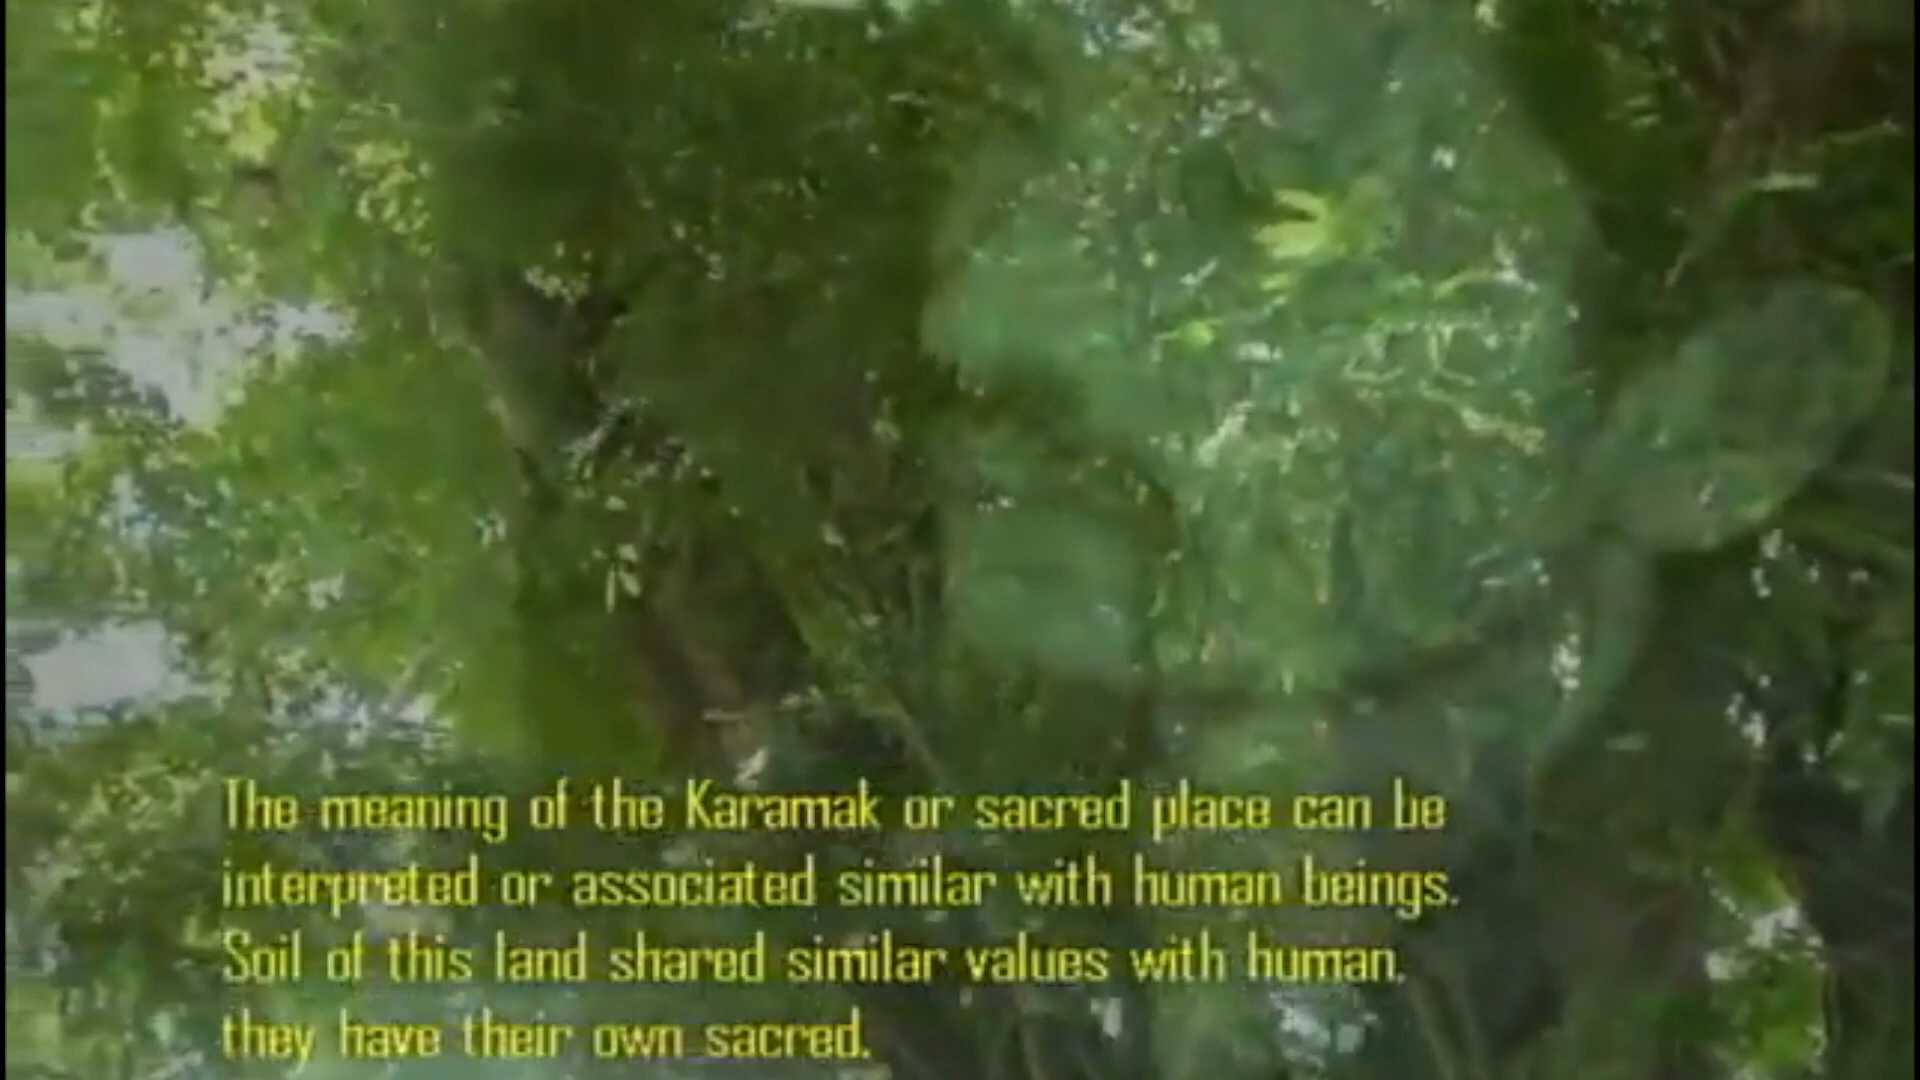 The meaning of the Karamak or sacred place can be
interpreted or associated similar with human beings.
Soil of this land shared similar values with human,
they have their own sacred.